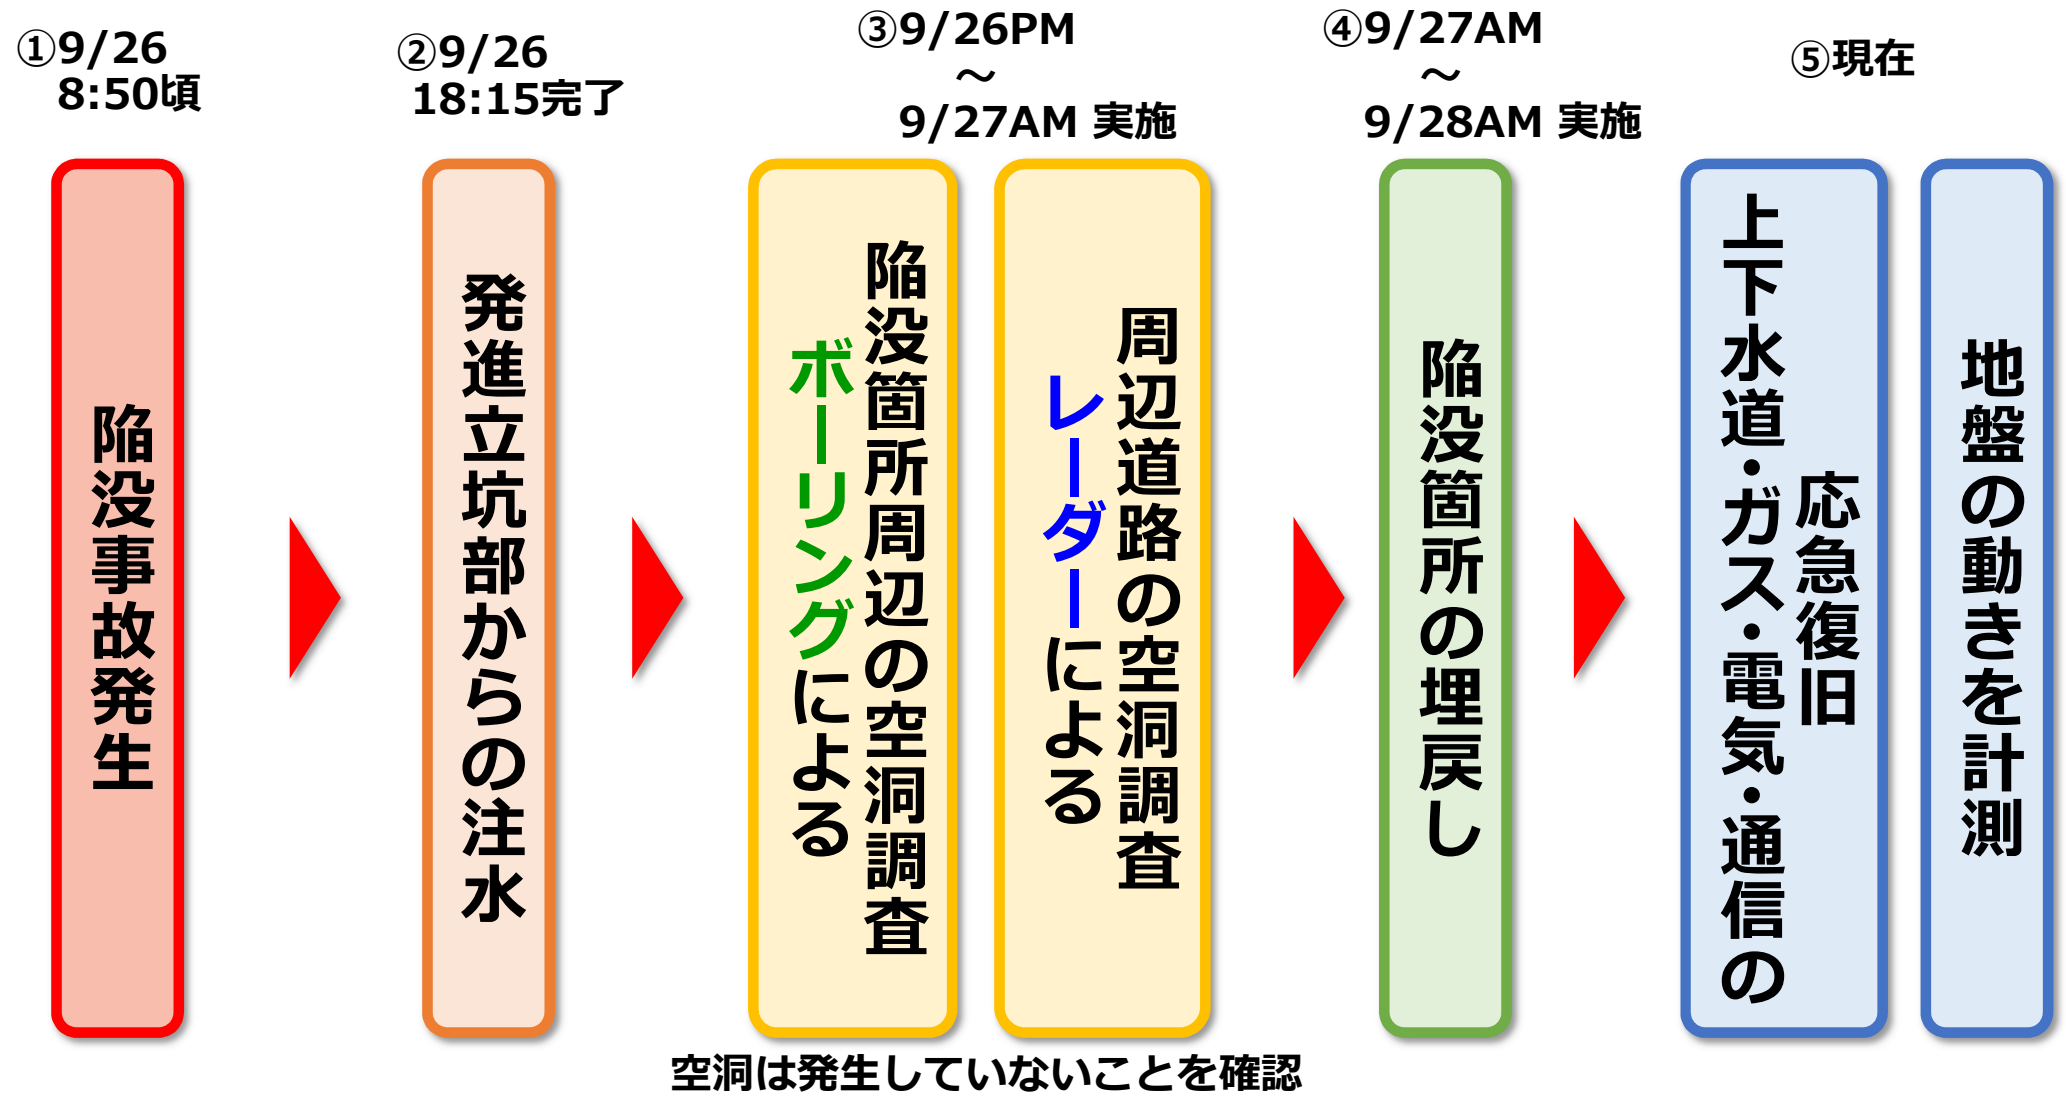 ①9/26
8:50頃
陥没事故発生
②9/26
18:15完了
発進立坑部からの注水
③9/26PM
～
9/27AM 実施
ボーリングによる
陥没箇所周辺の空洞調査
レーダーによる
周辺道路の空洞調査
空洞は発生していないことを確認
④9/27AM
～
9/28AM 実施
陥没箇所の埋戻し
⑤現在
上下水道・ガス・電気・通信の
応急復旧
地盤の動きを計測